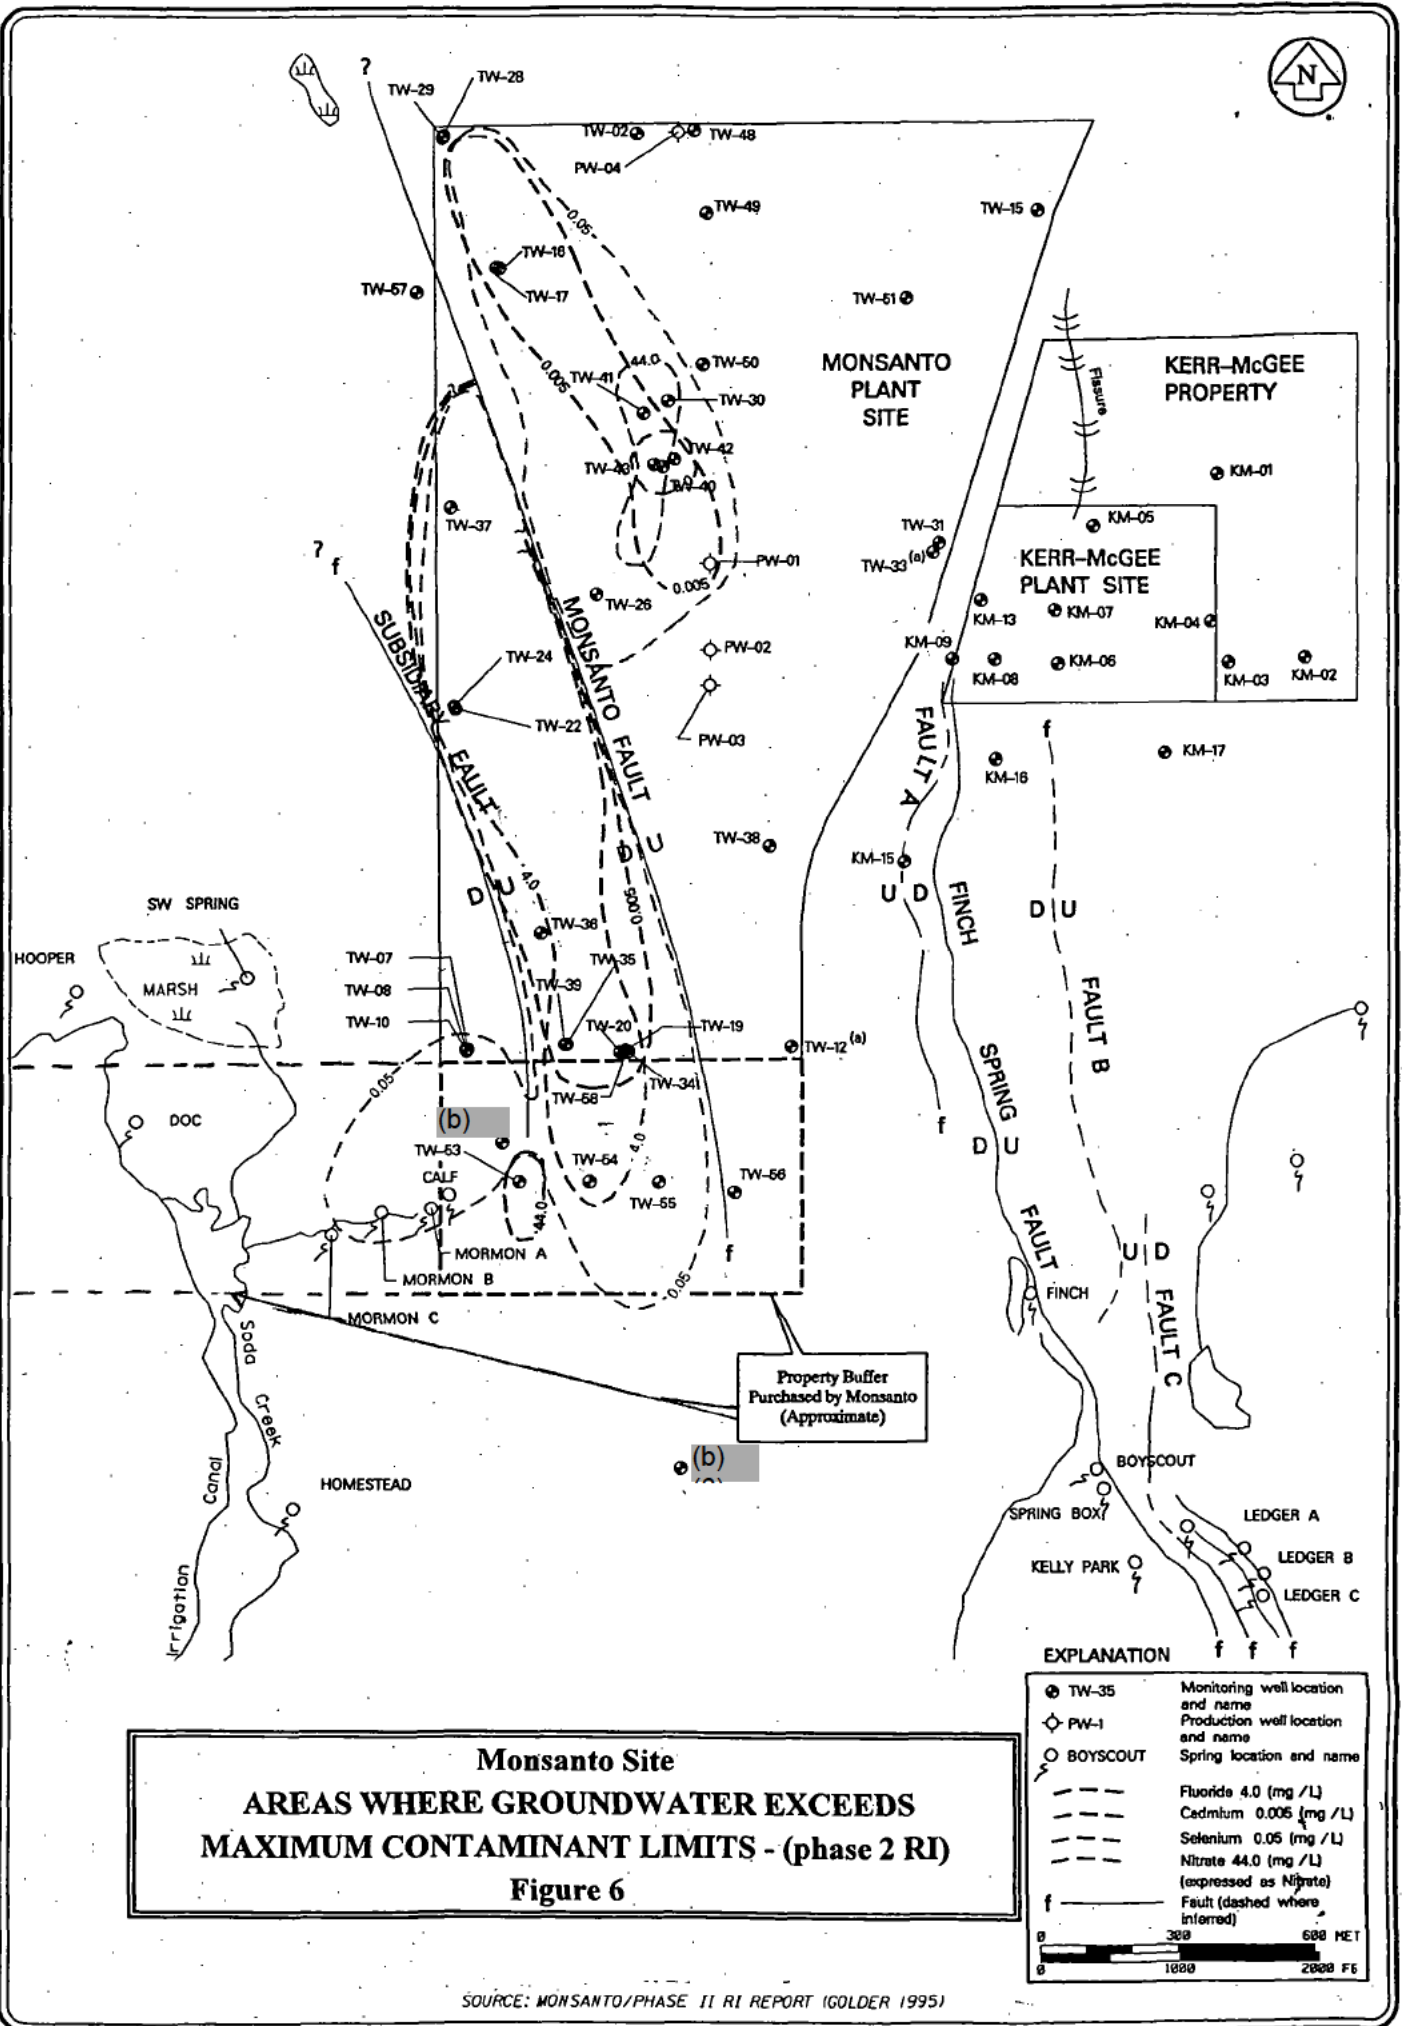 N
?
TW-28
TW-29
TW-02
TW-48
PW-04
TW-49
TW-15
0.05
TW-16
TW-17
TW-57
TW-51
TW-50
44.0
0.005
TW-41
TW-30
MONSANTO
PLANT
SITE
KERR-McGEE
PROPERTY
Fissure
TW-42
TW-43
TW-40
KM-01
TW-37
TW-31
TW-33 (a)
KM-05
KERR-McGEE
PLANT SITE
?
f
PW-01
0.005
TW-26
KM-13
KM-07
KM-04
SUBSIDIARY
FAULT
MONSANTO FAULT
TW-24
PW-02
KM-09
KM-08
KM-06
KM-03
KM-02
TW-22
PW-03
FAULT A
f
KM-16
KM-17
TW-38
KM-15
D U
D U
U D
D U
4.0
0.005
SW SPRING
HOOPER
MARSH
TW-36
TW-07
TW-08
TW-10
TW-39
TW-35
TW-20
TW-19
TW-12 (a)
TW-34
TW-58
FINCH
SPRING
FAULT
FAULT B
0.05
DOC
(b)
f
D U
TW-53
CALF
TW-54
4.0
TW-55
TW-56
44.0
MORMON A
MORMON B
MORMON C
f
0.05
U D
FINCH
FAULT C
Property Buffer
Purchased by Monsanto
(Approximate)
Soda
Creek
Irrigation
Canal
HOMESTEAD
(b)
BOYSCOUT
SPRING BOX
KELLY PARK
LEDGER A
LEDGER B
LEDGER C
f f f
EXPLANATION
TW-35 Monitoring well location
and name
PW-1 Production well location
and name
BOYSCOUT Spring location and name
Fluoride 4.0 (mg /L)
Cadmium 0.005 (mg /L)
Selenium 0.05 (mg /L)
Nitrate 44.0 (mg /L)
(expressed as Nitrate)
f Fault (dashed where
inferred)
0 300 600 MET
0 1000 2000 F
Monsanto Site
AREAS WHERE GROUNDWATER EXCEEDS
MAXIMUM CONTAMINANT LIMITS - (phase 2 RI)
Figure 6
SOURCE: MONSANTO/PHASE II RI REPORT (GOLDER 1995)